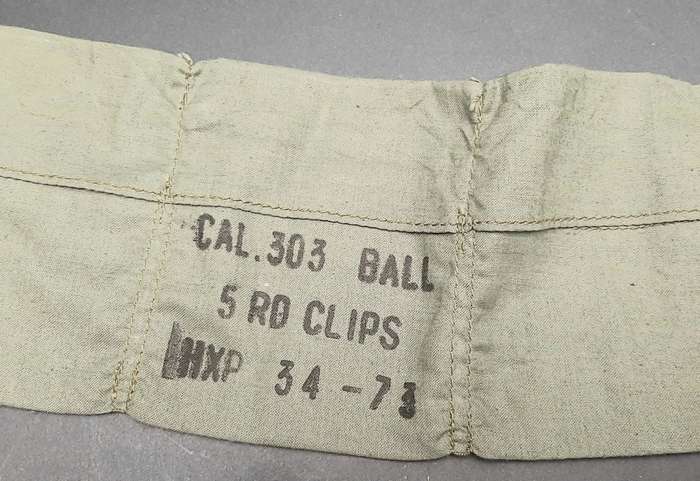 CAL.303 BALL
5 RD CLIPS
HXP 34-73